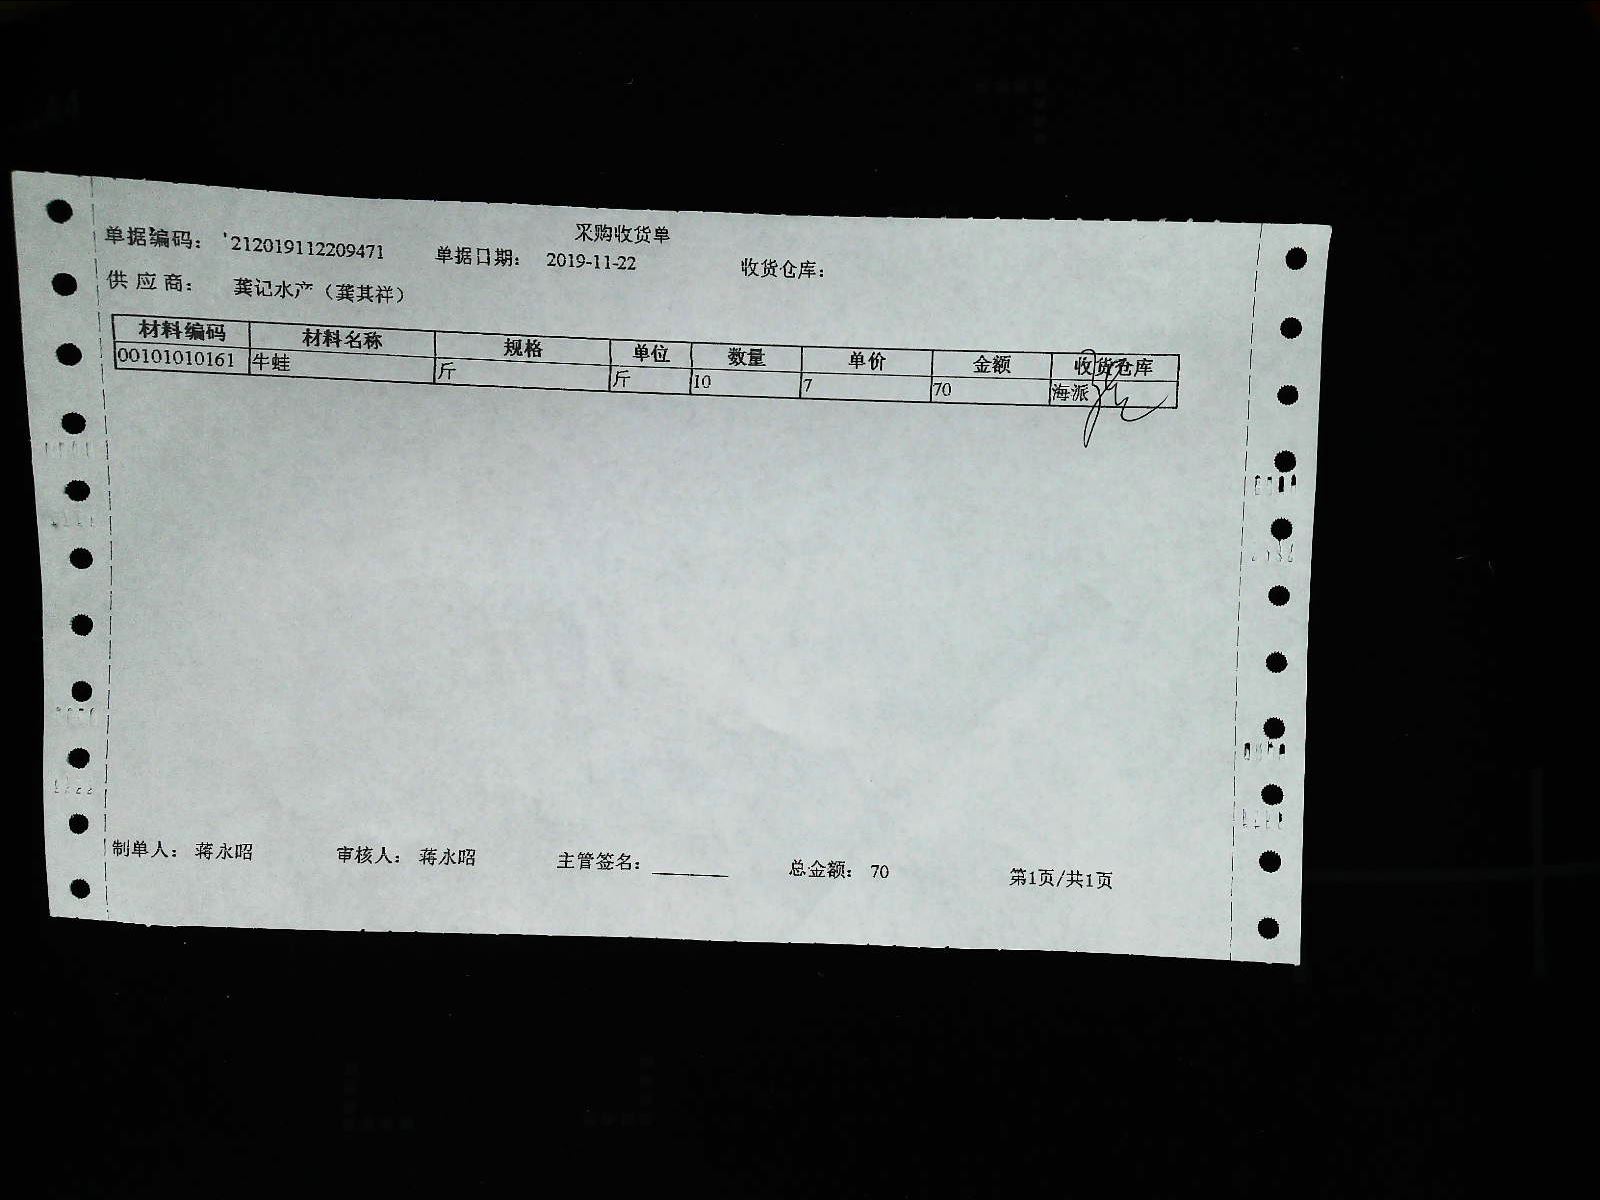 采购收货单
单据编码： '212019112209471 单据日期： 2019-11-22 收货仓库：
供应商： 龚记水产（龚其祥）
材料编码 材料名称 规格 单位 数量 单价 金额 收货仓库
00101010161 牛蛙 斤 斤 10 7 70 海派
制单人： 蒋永昭 审核人： 蒋永昭 主管签名：________ 总金额： 70 第1页/共1页